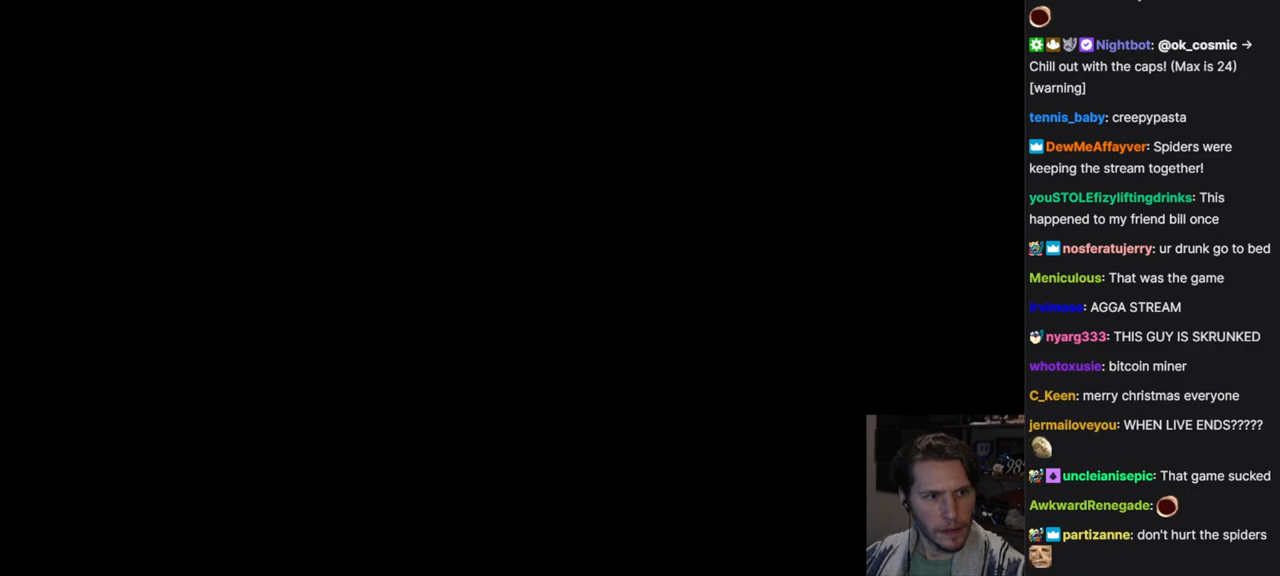 Nightbot: @ok_cosmic →
Chill out with the caps! (Max is 24)
[warning]
tennis_baby: creepypasta
DewMeAffayver: Spiders were
keeping the stream together!
youSTOLEfizyliftingdrinks: This
happened to my friend bill once
nosferatujerry: ur drunk go to bed
Meniculous: That was the game
: AGGA STREAM
nyarg333: THIS GUY IS SKRUNKED
whotoxusie: bitcoin miner
C_Keen: merry christmas everyone
jermailoveyou: WHEN LIVE ENDS?????
uncleianisepic: That game sucked
AwkwardRenegade:
partizanne: don't hurt the spiders
985